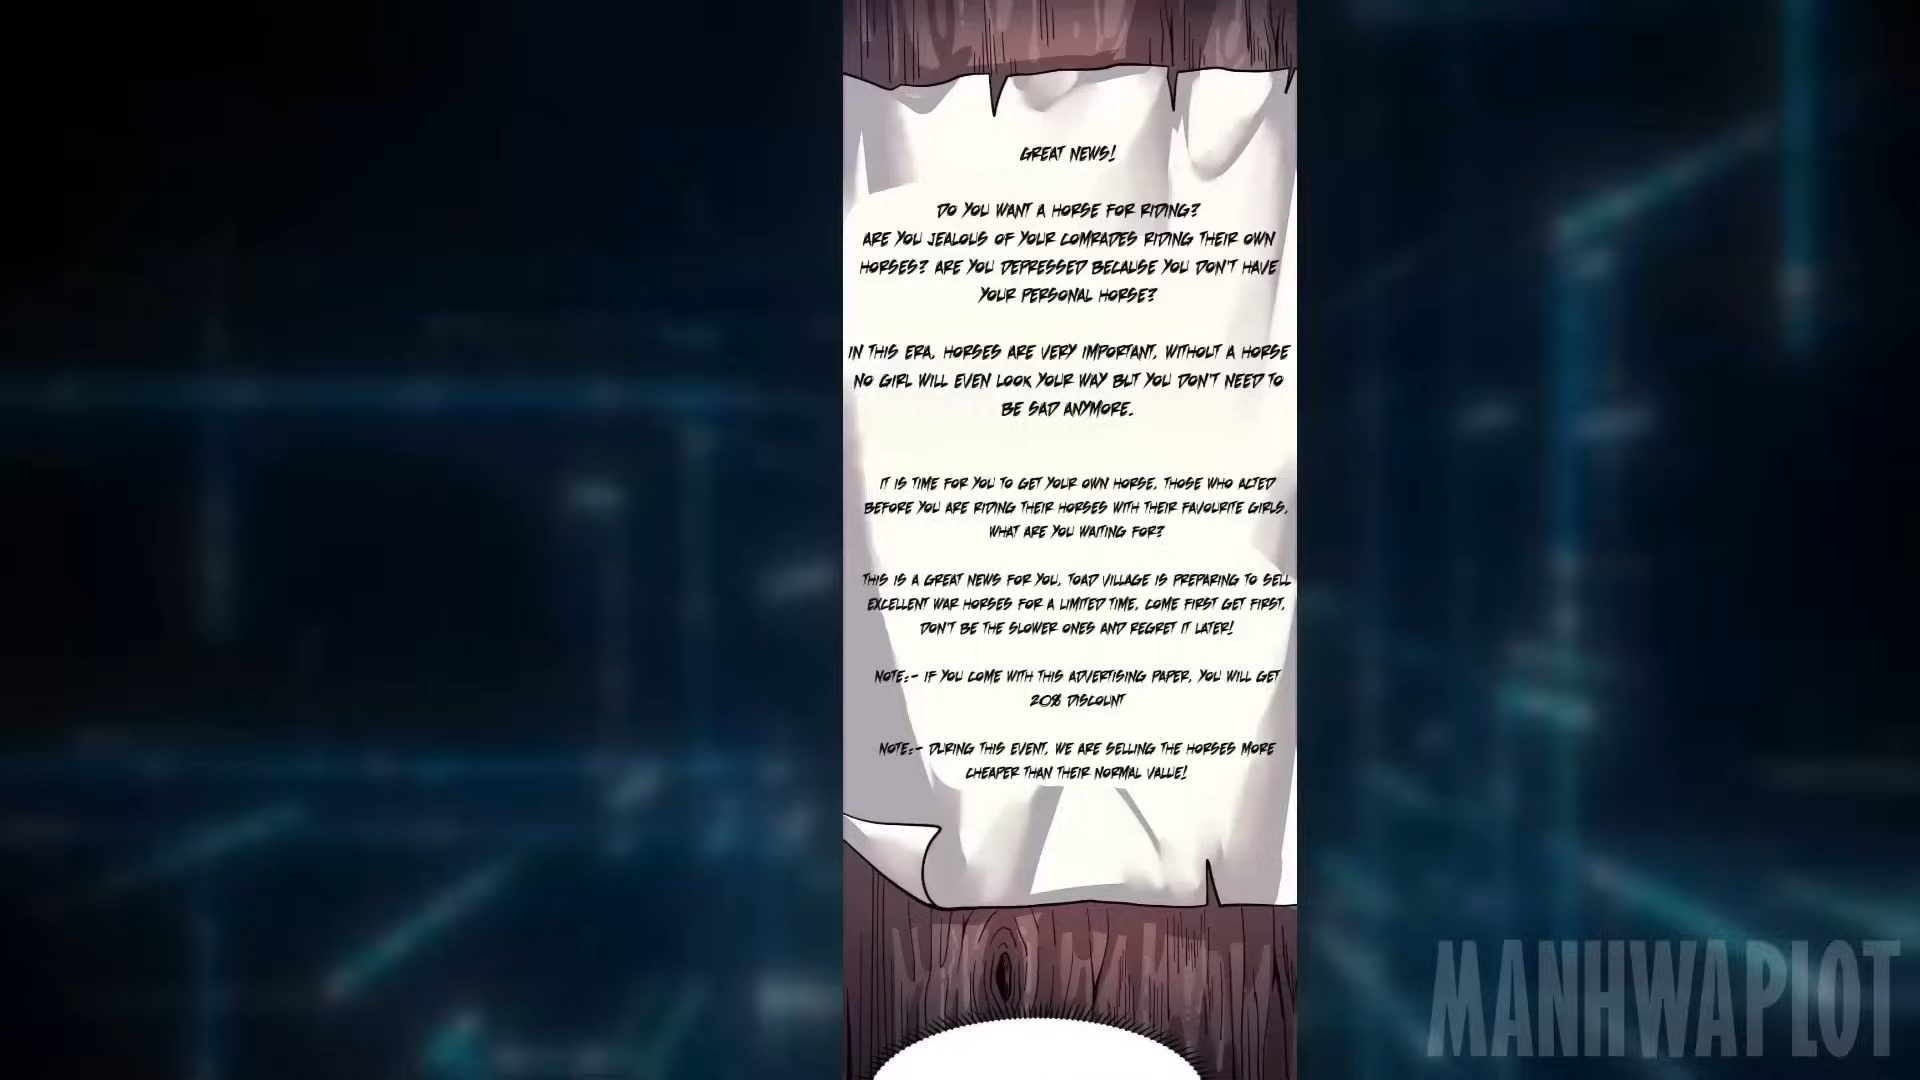 GREAT NEWS!
DO YOU WANT A HORSE FOR RIDING?
ARE YOU JEALOUS OF YOUR COMRADES RIDING THEIR OWN
HORSES? ARE YOU DEPRESSED BECAUSE YOU DON'T HAVE
YOUR PERSONAL HORSE?
IN THIS ERA, HORSES ARE VERY IMPORTANT, WITHOUT A HORSE
NO GIRL WILL EVEN LOOK YOUR WAY BUT YOU DON'T NEED TO
BE SAD ANYMORE.
IT IS TIME FOR YOU TO GET YOUR OWN HORSE, THOSE WHO ACTED
BEFORE YOU ARE RIDING THEIR HORSES WITH THEIR FAVOURITE GIRLS,
WHAT ARE YOU WAITING FOR?
THIS IS A GREAT NEWS FOR YOU, TOAD VILLAGE IS PREPARING TO SELL
EXCELLENT WAR HORSES FOR A LIMITED TIME, COME FIRST GET FIRST,
DON'T BE THE SLOWER ONES AND REGRET IT LATER!
NOTE:- IF YOU COME WITH THIS ADVERTISING PAPER, YOU WILL GET
20% DISCOUNT
NOTE:- DURING THIS EVENT, WE ARE SELLING THE HORSES MORE
CHEAPER THAN THEIR NORMAL VALUE!
MANHWAPLOT